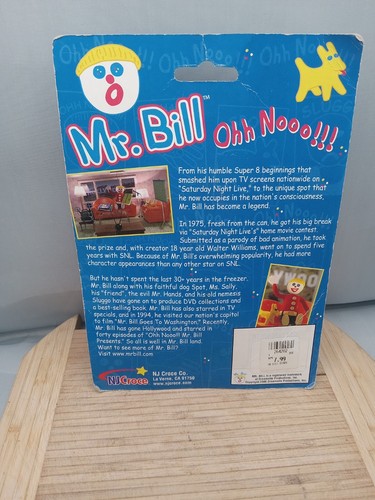 Mr. Bill™
Ohh Nooo!!!
From his humble Super 8 beginnings that
smashed him upon TV screens nationwide on
"Saturday Night Live," to the unique spot that
he now occupies in the nation's consciousness,
Mr. Bill has become a legend.
In 1975, fresh from the can, he got his big break
via "Saturday Night Live's" home movie contest.
Submitted as a parody of bad animation, he took
the prize and, with creator 18 year old Walter Williams, went on to spend five
years with SNL. Because of Mr. Bill's overwhelming popularity, he had more
character appearances than any other star on SNL.
But he hasn't spent the last 30+ years in the freezer.
Mr. Bill along with his faithful dog Spot, Ms. Sally,
his "friend", the evil Mr. Hands, and his old nemesis
Sluggo have gone on to produce DVD collections and
a best-selling book. Mr. Bill has also starred in TV
specials, and in 1994, he visited our nation's capitol
to film "Mr. Bill Goes To Washington." Recently,
Mr. Bill has gone Hollywood and starred in
forty episodes of "Ohh Nooo!! Mr. Bill
Presents." So all is well in Mr. Bill land.
Want to see more of Mr. Bill?
Visit www.mrbill.com.
NJCroce
NJ Croce Co.
La Verne, CA 91750
www.njcroce.com
7.99